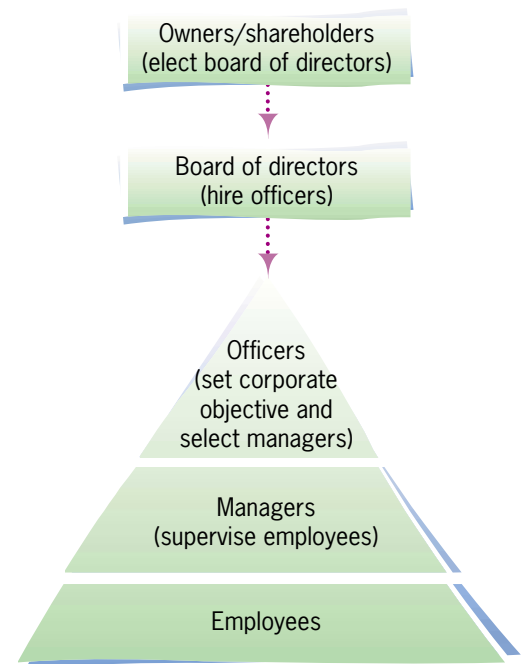 Owners/shareholders
(elect board of directors)
Board of directors
(hire officers)
Officers
(set corporate
objective and
select managers)
Managers
(supervise employees)
Employees